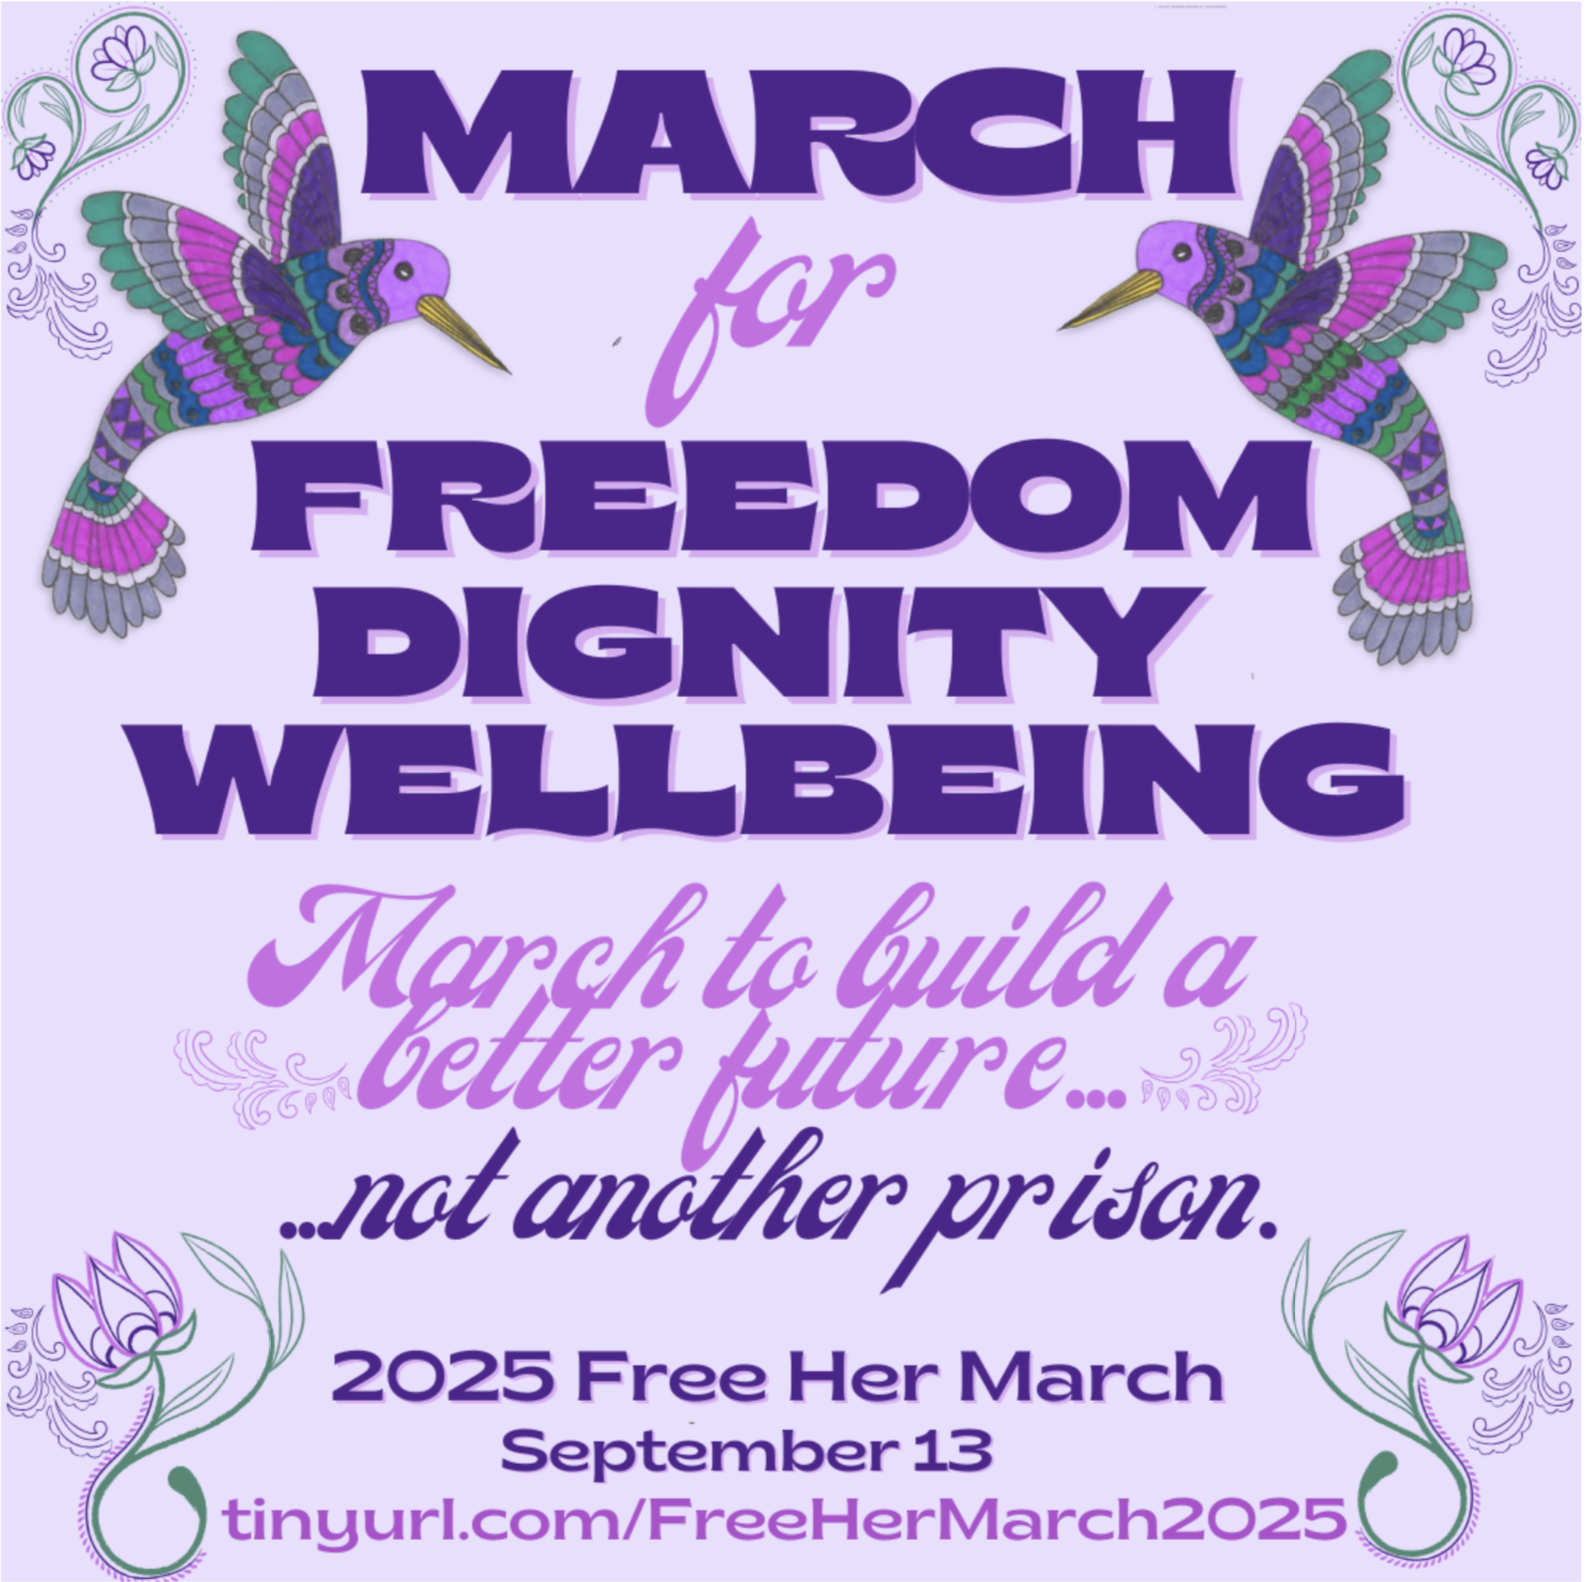 MARCH
for
FREEDOM
DIGNITY
WELLBEING
March to build a
better future...
...not another prison.
2025 Free Her March
September 13
tinyurl.com/FreeHerMarch2025